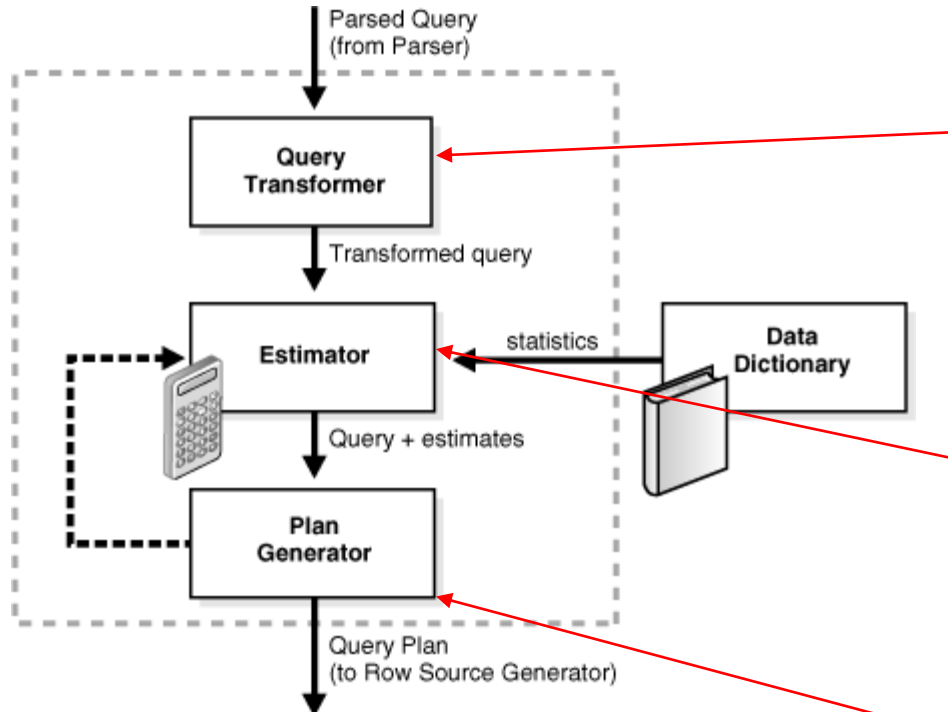 Parsed Query
(from Parser)
Query
Transformer
Transformed query
Estimator
statistics
Data
Dictionary
Query + estimates
Plan
Generator
Query Plan
(to Row Source Generator)